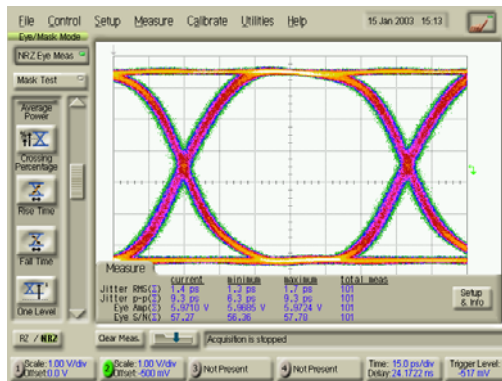 File Control Setup Measure Calibrate Utilities Help 15 Jan 2003 15:13
Eye/Mask Mode
NRZ Eye Meas
Mask Test
Average
Power
Crossing
Percentage
Rise Time
Fall Time
One Level
Measure
current minimum maximum total meas
Jitter RMS(Σ) 1.4 ps 1.2 ps 1.7 ps 101
Jitter p-p(Σ) 9.3 ps 6.3 ps 9.3 ps 101
Eye Amp(Σ) 5.9710 V 5.9685 V 5.9724 V 101
Eye S/N(Σ) 57.27 56.36 57.78 101
Setup
& Info
RZ / NRZ
Clear Meas.
Acquisition is stopped
1 Scale: 1.00 V/div
Offset: 0.0 V
2 Scale: 1.00 V/div
Offset: -500 mV
3 Not Present
4 Not Present
Time: 15.0 ps/div
Delay: 24.1722 ns
Trigger Level
-517 mV